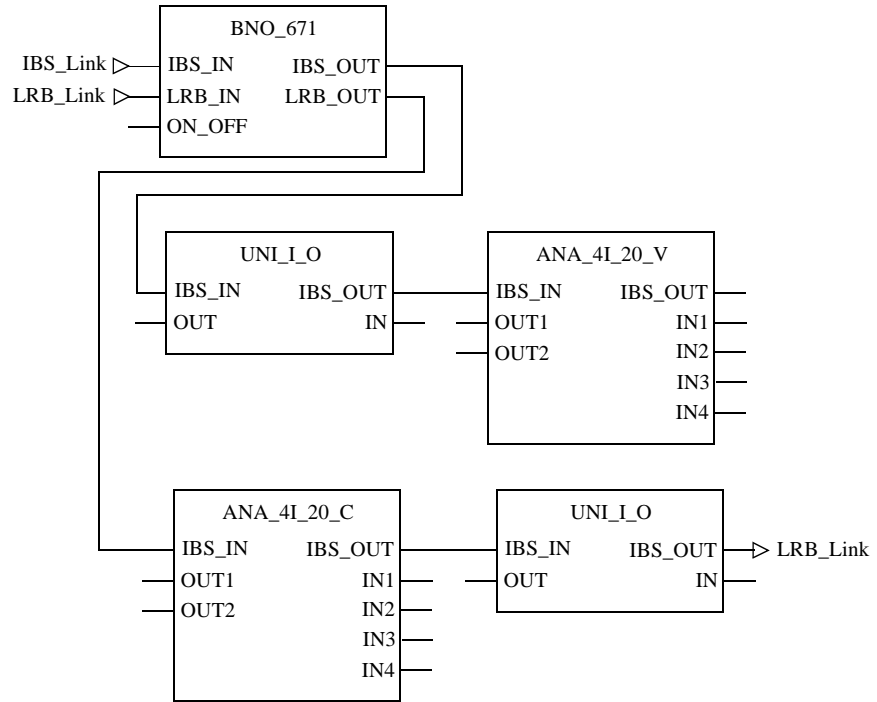 BNO_671
IBS_Link IBS_IN IBS_OUT
LRB_Link LRB_IN LRB_OUT
ON_OFF
UNI_I_O
IBS_IN IBS_OUT
OUT IN
ANA_4I_20_V
IBS_IN IBS_OUT
OUT1 IN1
OUT2 IN2
IN3
IN4
ANA_4I_20_C
IBS_IN IBS_OUT
OUT1 IN1
OUT2 IN2
IN3
IN4
UNI_I_O
IBS_IN IBS_OUT LRB_Link
OUT IN